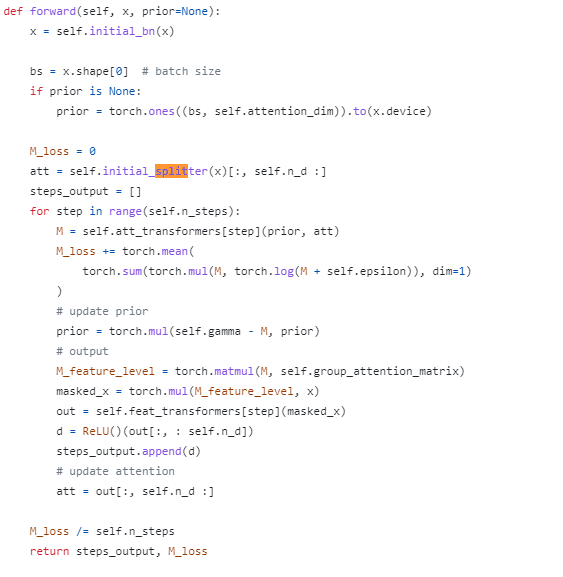 def forward(self, x, prior=None):
    x = self.initial_bn(x)

    bs = x.shape[0]  # batch size
    if prior is None:
        prior = torch.ones((bs, self.attention_dim)).to(x.device)

    M_loss = 0
    att = self.initial_splitter(x)[:, self.n_d :]
    steps_output = []
    for step in range(self.n_steps):
        M = self.att_transformers[step](prior, att)
        M_loss += torch.mean(
            torch.sum(torch.mul(M, torch.log(M + self.epsilon)), dim=1)
        )
        # update prior
        prior = torch.mul(self.gamma - M, prior)
        # output
        M_feature_level = torch.matmul(M, self.group_attention_matrix)
        masked_x = torch.mul(M_feature_level, x)
        out = self.feat_transformers[step](masked_x)
        d = ReLU()(out[:, : self.n_d])
        steps_output.append(d)
        # update attention
        att = out[:, self.n_d :]

    M_loss /= self.n_steps
    return steps_output, M_loss